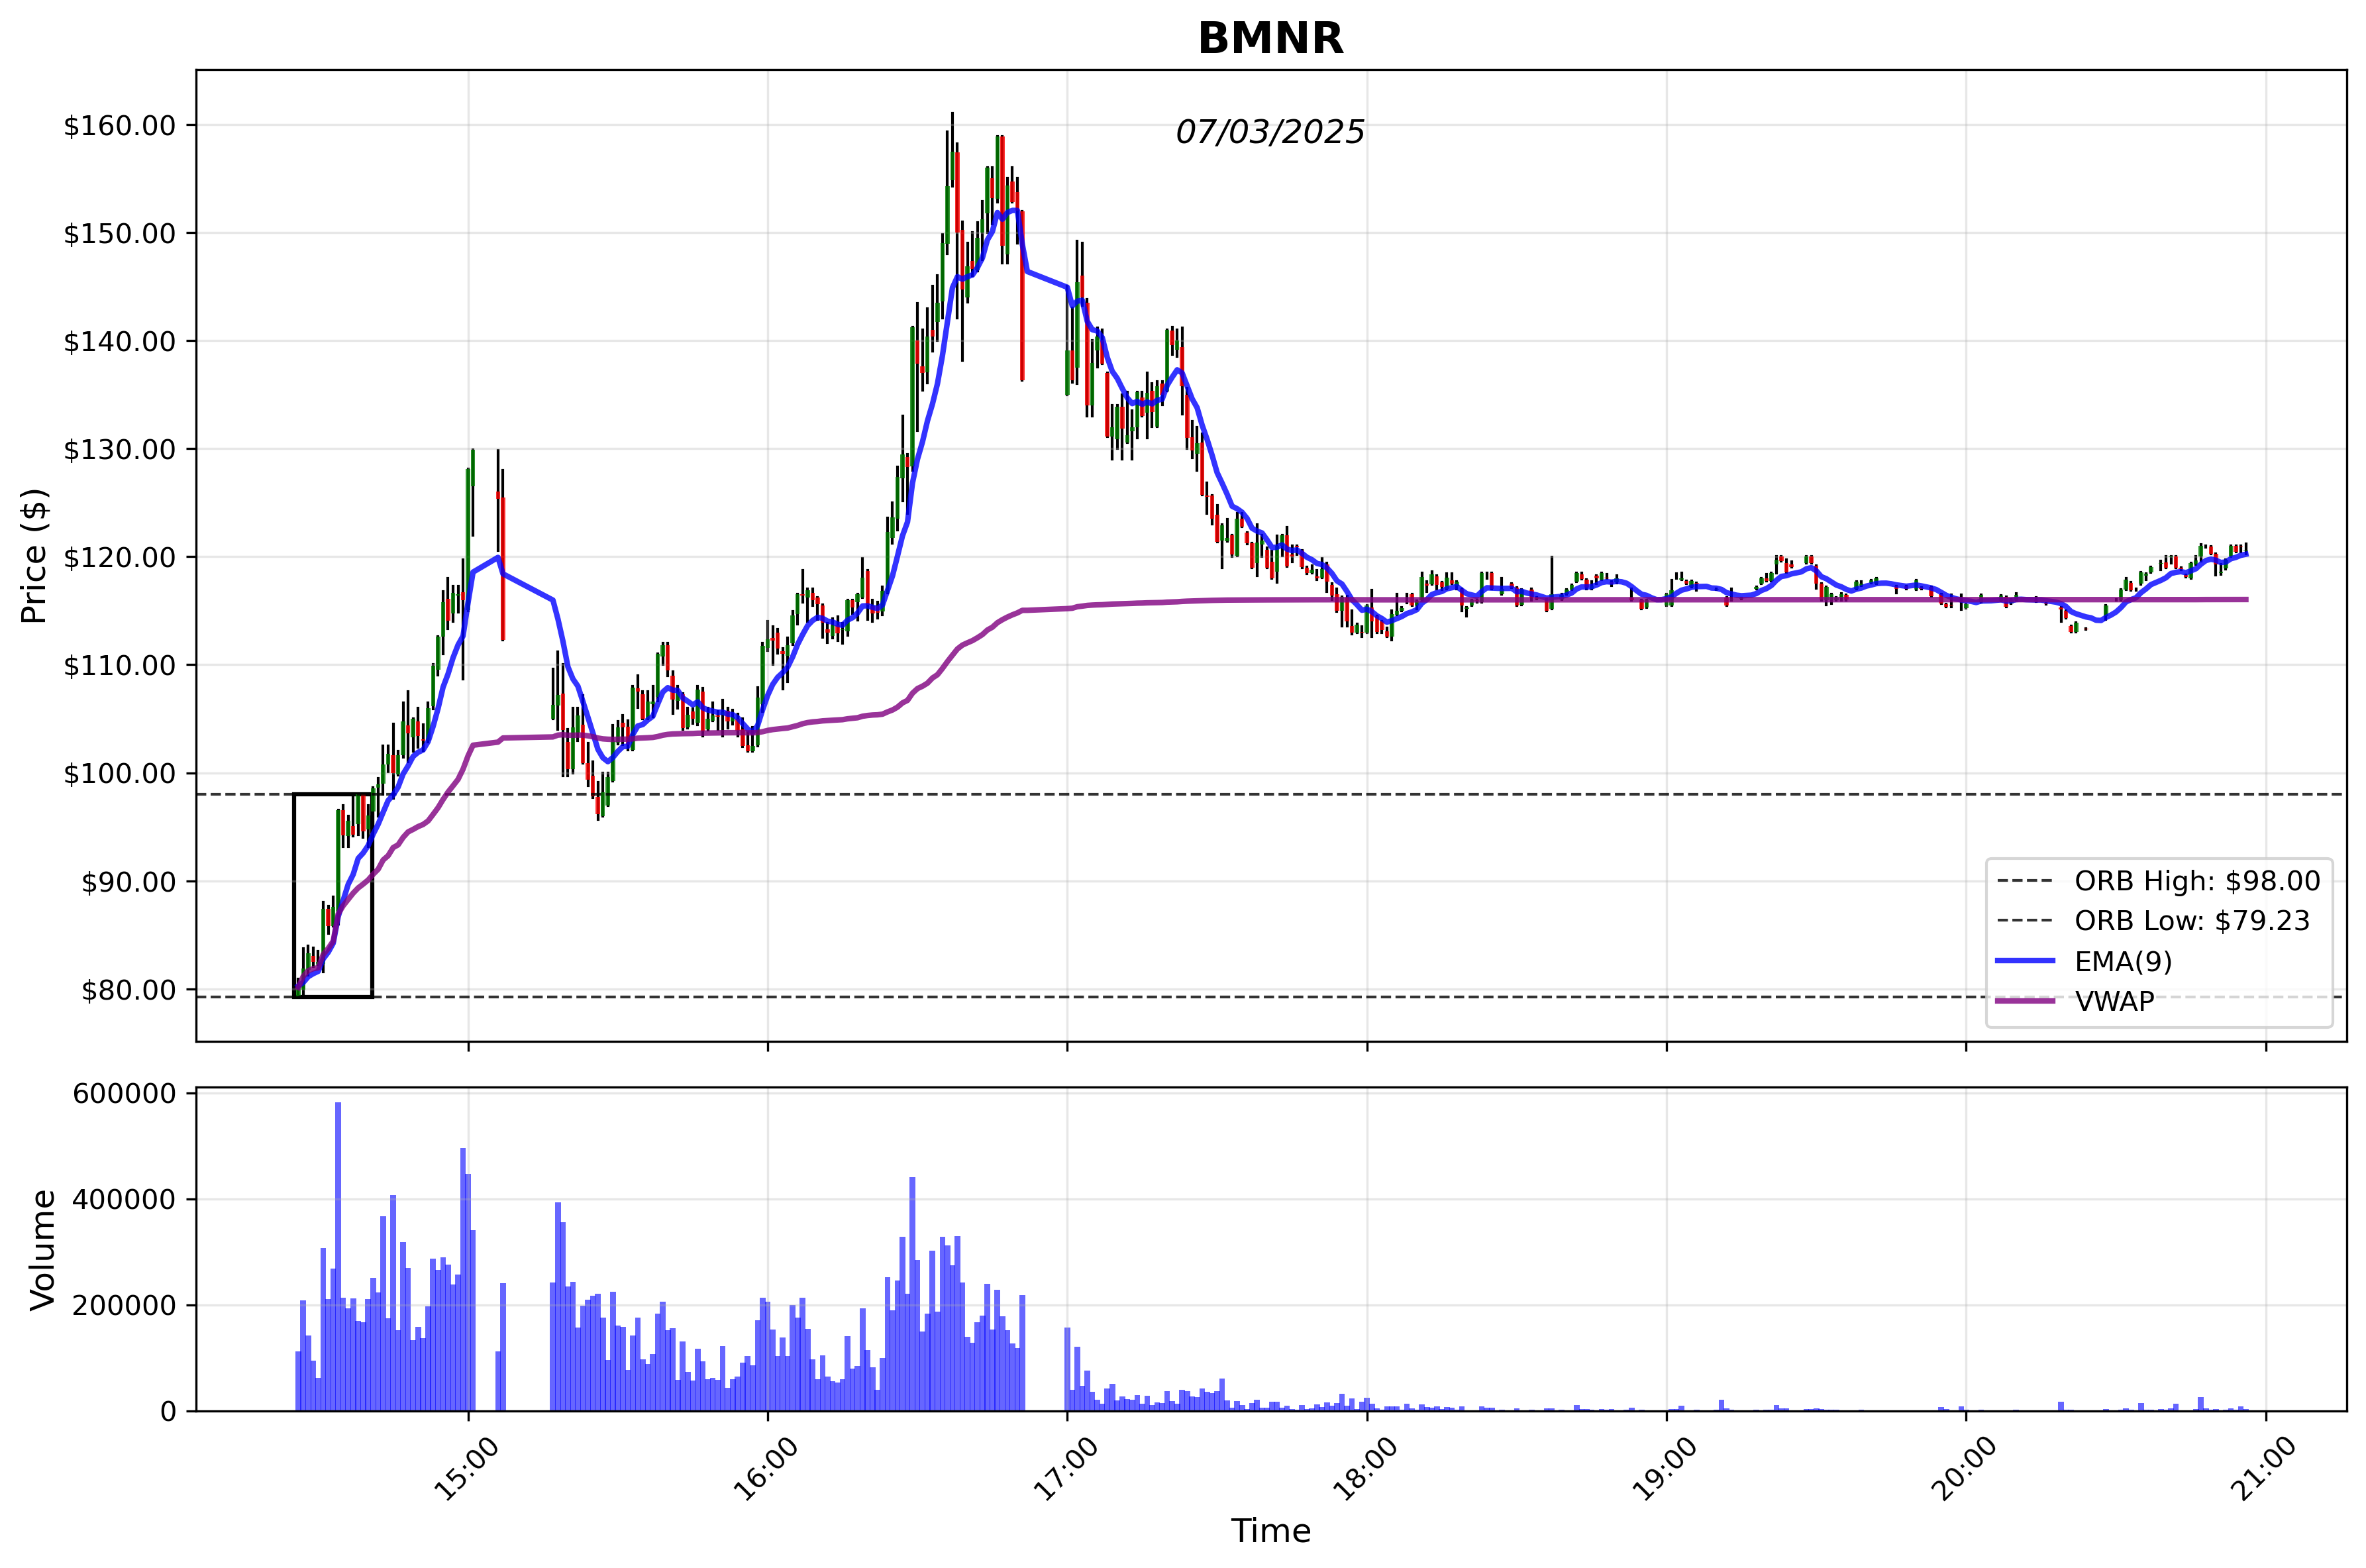 BMNR
07/03/2025
Price ($)
$160.00
$150.00
$140.00
$130.00
$120.00
$110.00
$100.00
$90.00
$80.00
ORB High: $98.00
ORB Low: $79.23
EMA(9)
VWAP
Volume
600000
400000
200000
0
15:00
16:00
17:00
18:00
19:00
20:00
21:00
Time